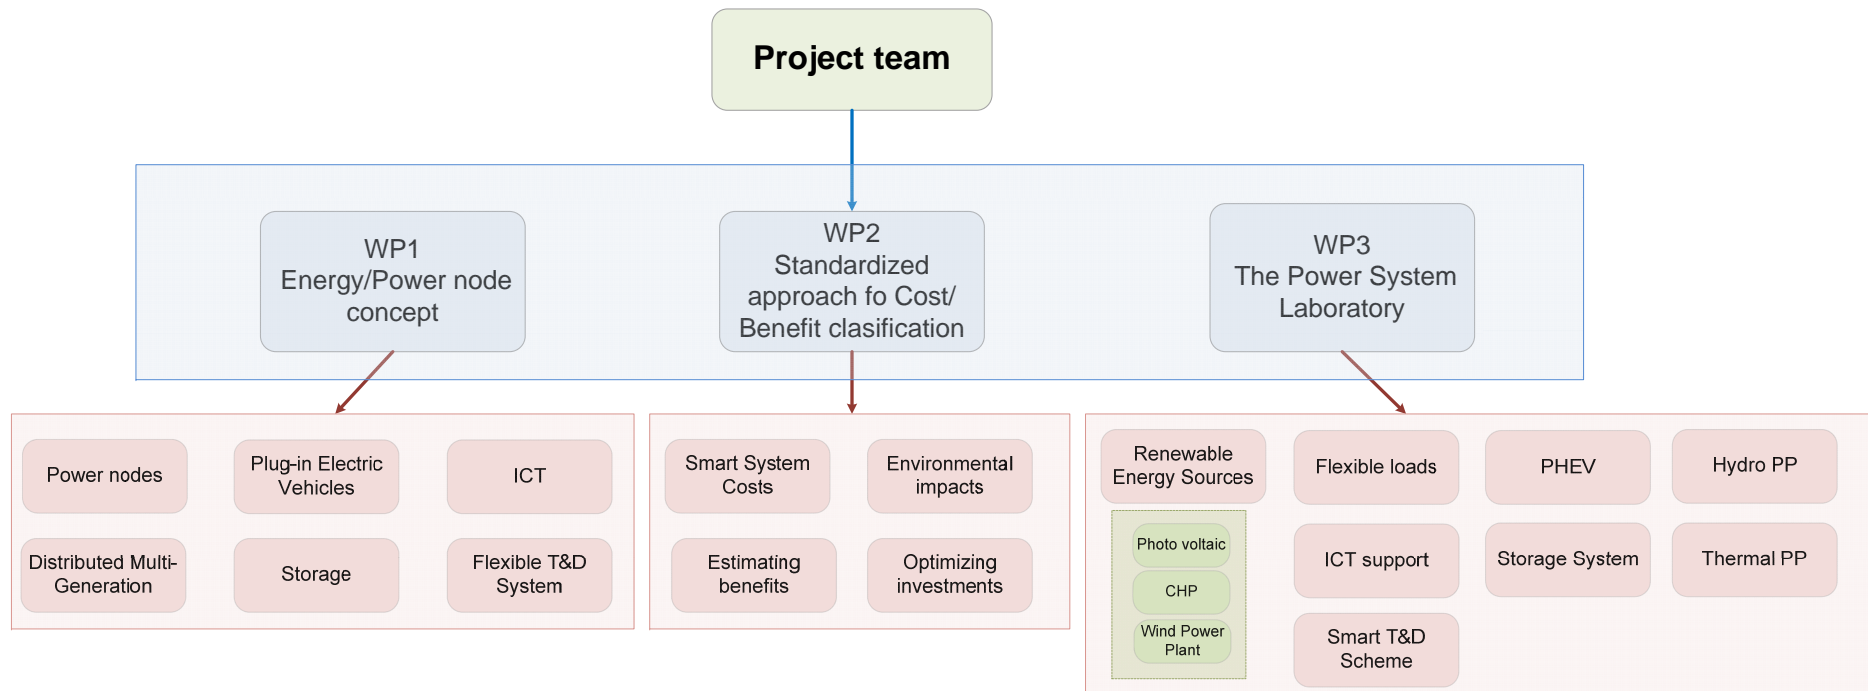 Project team
WP1
Energy/Power node
concept
WP2
Standardized
approach fo Cost/
Benefit clasification
WP3
The Power System
Laboratory
Power nodes
Plug-in Electric
Vehicles
ICT
Distributed Multi-
Generation
Storage
Flexible T&D
System
Smart System
Costs
Environmental
impacts
Estimating
benefits
Optimizing
investments
Renewable
Energy Sources
Flexible loads
PHEV
Hydro PP
Photo voltaic
CHP
Wind Power
Plant
ICT support
Storage System
Thermal PP
Smart T&D
Scheme